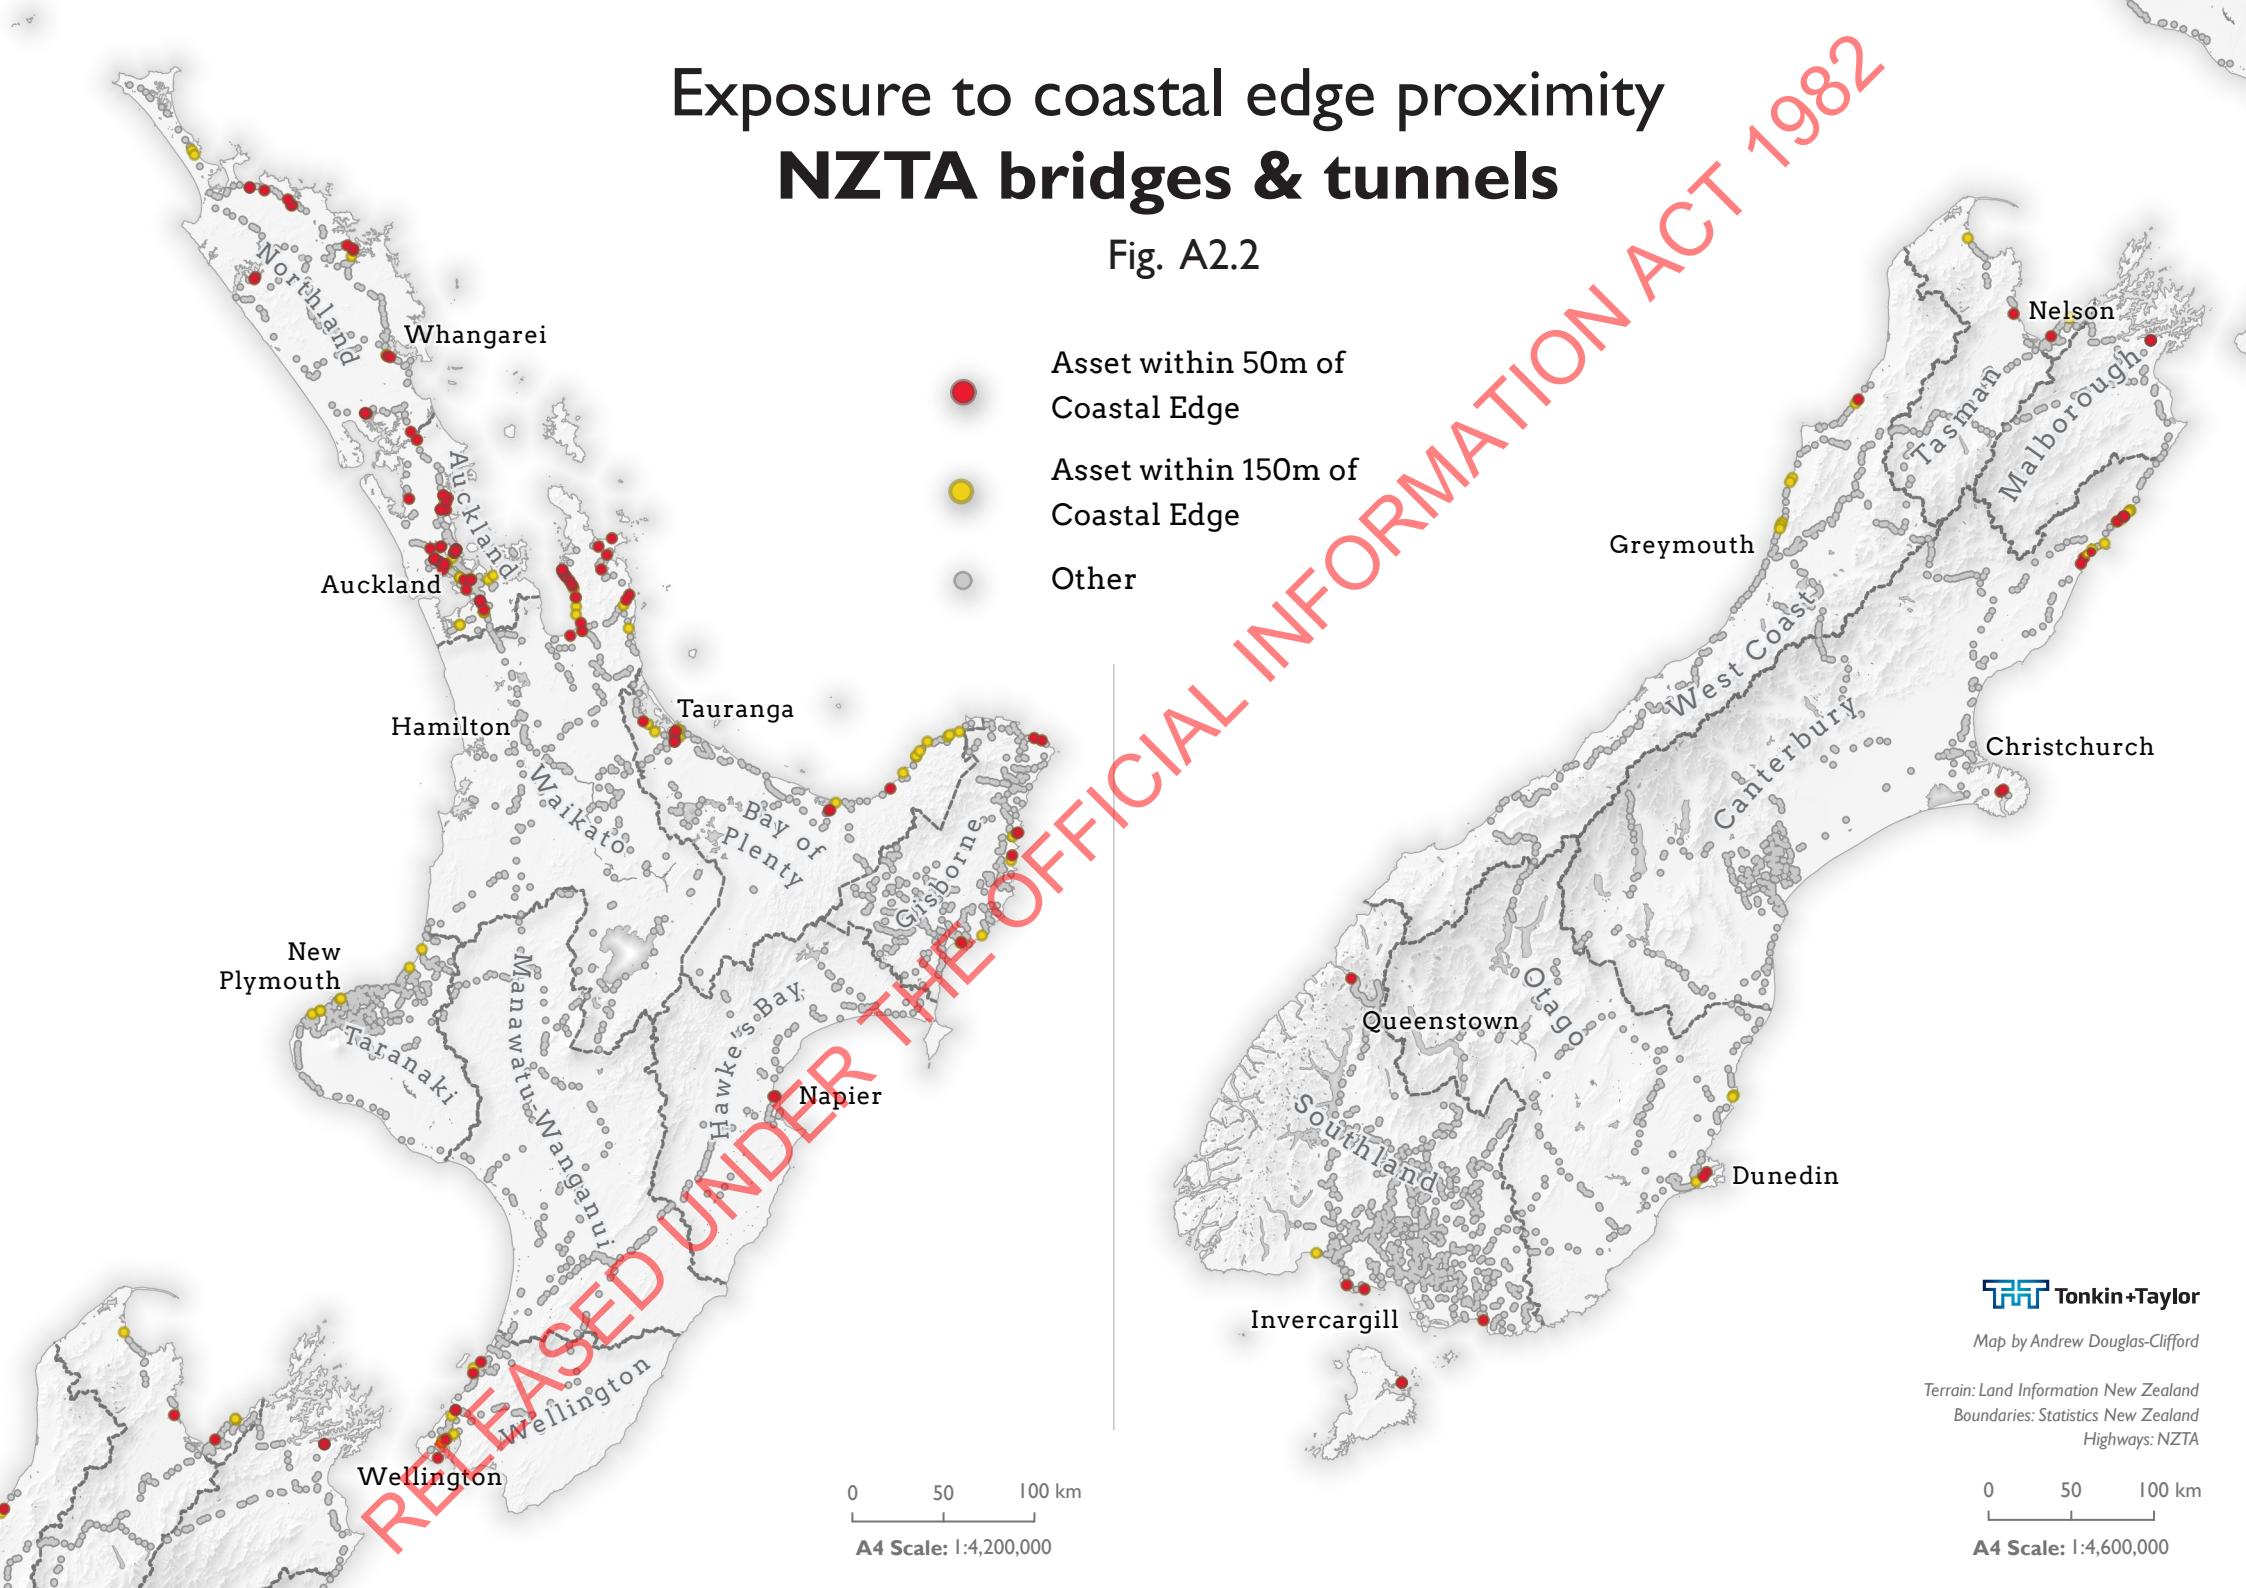 Exposure to coastal edge proximity
NZTA bridges & tunnels
Fig. A2.2
Asset within 50m of
Coastal Edge
Asset within 150m of
Coastal Edge
Other
RELEASED UNDER THE OFFICIAL INFORMATION ACT 1982
Northland
Whangarei
Auckland
Auckland
Hamilton
Tauranga
Waikato
Bay of
Plenty
Gisborne
New
Plymouth
Taranaki
Manawatu-Wanganui
Hawke's Bay
Napier
Wellington
Wellington
0 50 100 km
A4 Scale: 1:4,200,000
Nelson
Tasman
Malborough
Greymouth
West Coast
Canterbury
Christchurch
Otago
Queenstown
Southland
Dunedin
Invercargill
Tonkin+Taylor
Map by Andrew Douglas-Clifford
Terrain: Land Information New Zealand
Boundaries: Statistics New Zealand
Highways: NZTA
0 50 100 km
A4 Scale: 1:4,600,000